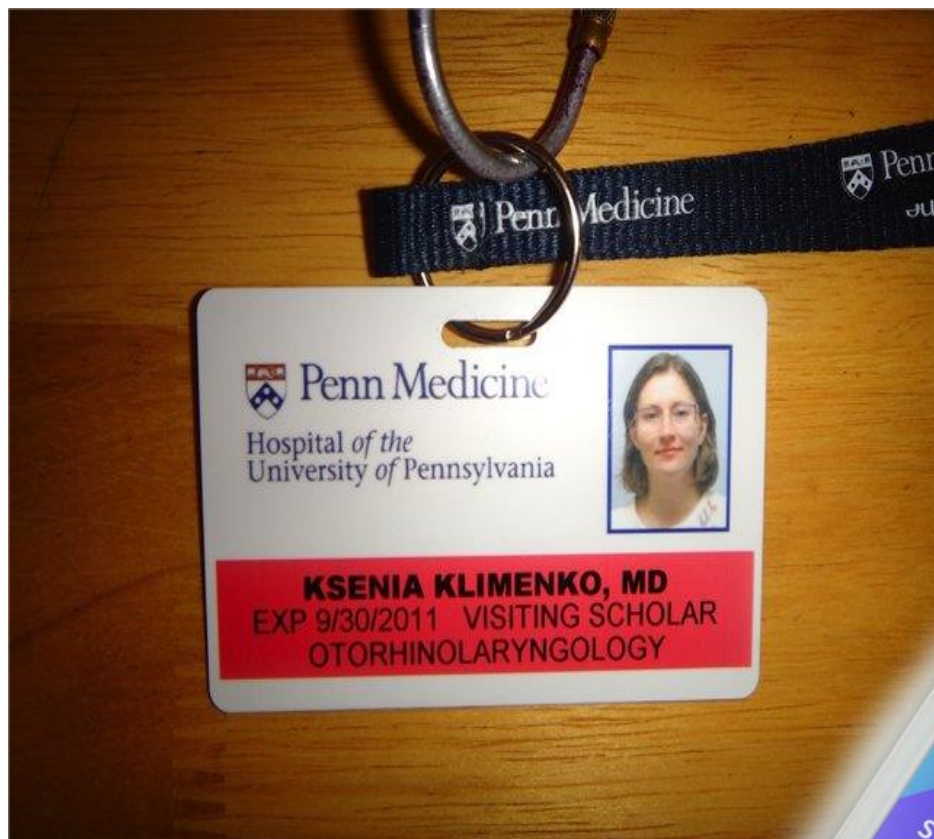 Penn Medicine
Penn
Penn Medicine
Hospital of the
University of Pennsylvania
KSENIA KLIMENKO, MD
EXP 9/30/2011 VISITING SCHOLAR
OTORHINOLARYNGOLOGY